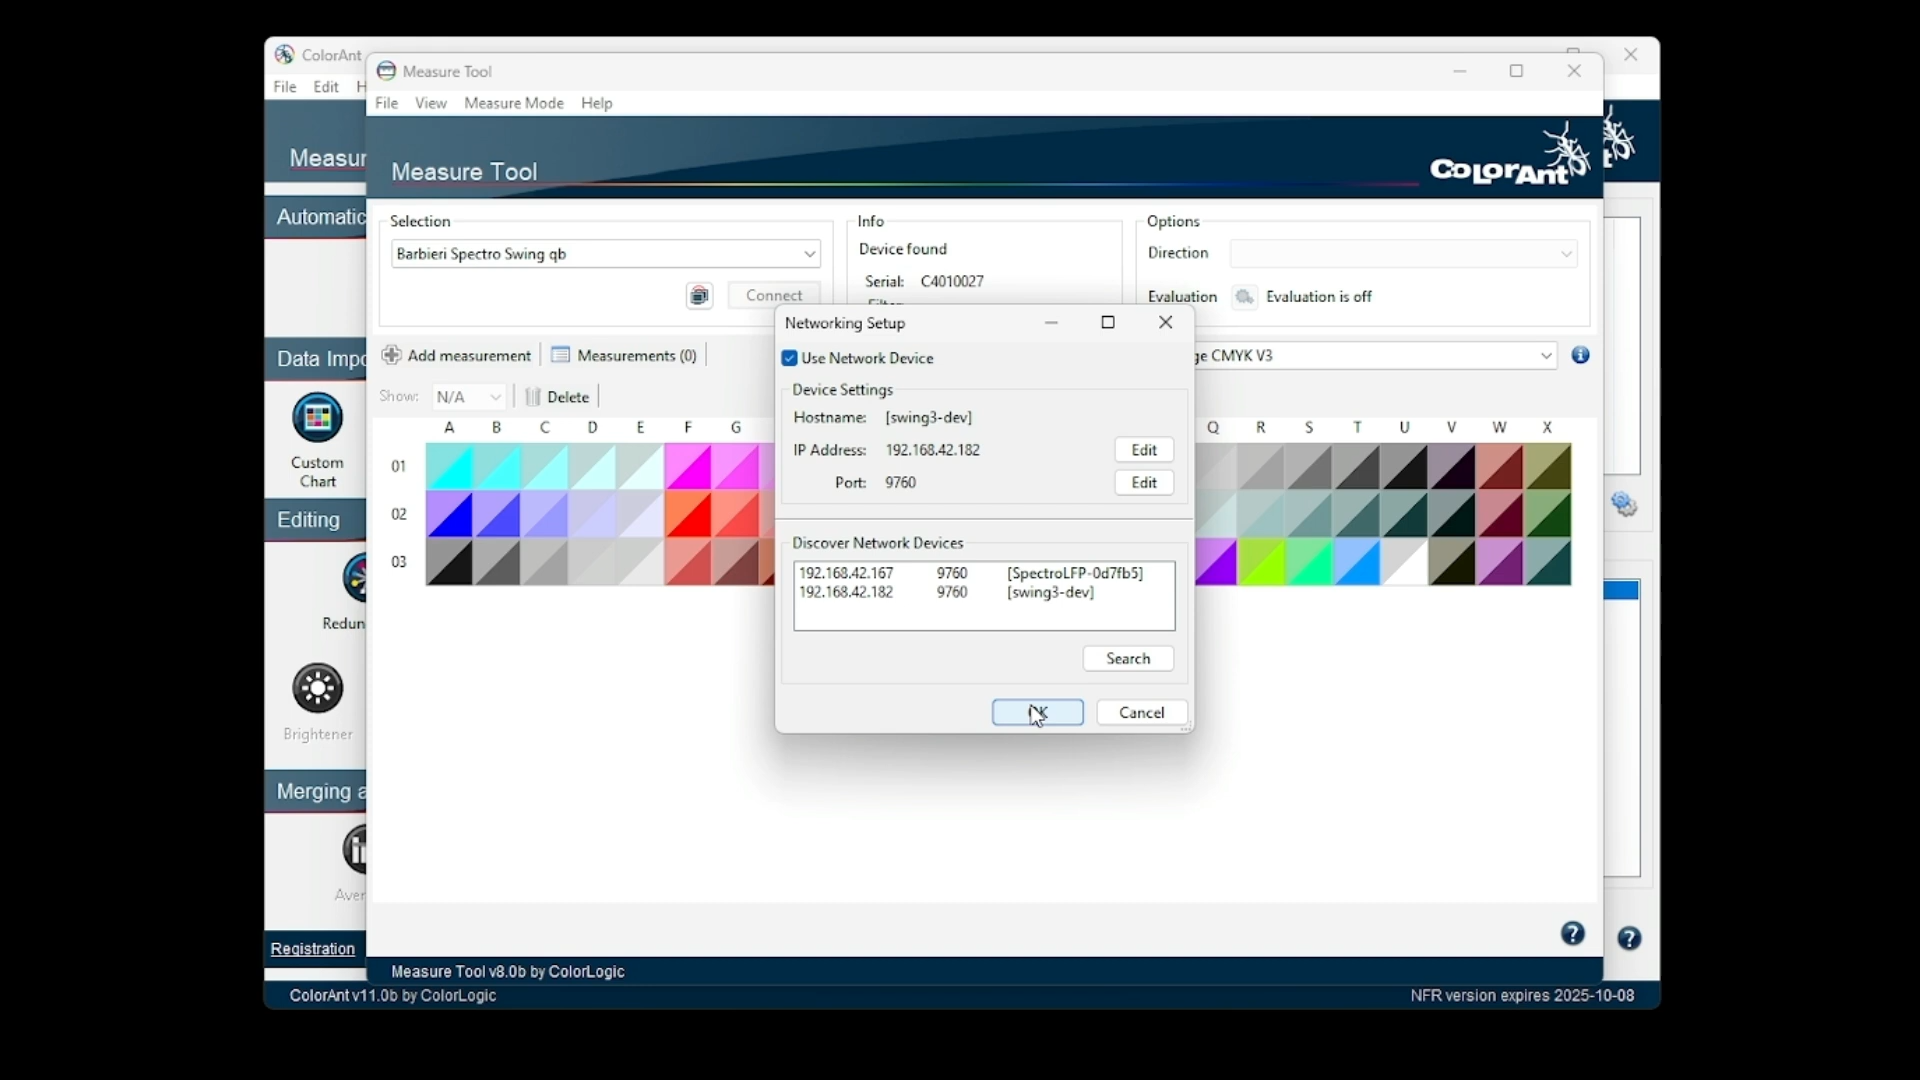 ColorAnt
File Edit H
Measur
Automatic
Data Impo
Custom
Chart
Editing
Redun
Brightener
Merging a
Aver
Registration
ColorAnt v11.0b by ColorLogic
NFR version expires 2025-10-08
Measure Tool
File View Measure Mode Help
Measure Tool
ColorAnt
t
Selection
Barbieri Spectro Swing qb
Connect
Info
Device found
Serial: C4010027
Options
Direction
Evaluation Evaluation is off
Add measurement Measurements (0)
ge CMYK V3
Show: N/A Delete
A B C D E F G Q R S T U V W X
01
02
03
Networking Setup
Use Network Device
Device Settings
Hostname: [swing3-dev]
IP Address: 192.168.42.182 Edit
Port: 9760 Edit
Discover Network Devices
192.168.42.167 9760 [SpectroLFP-0d7fb5]
192.168.42.182 9760 [swing3-dev]
Search
OK Cancel
Measure Tool v8.0b by ColorLogic